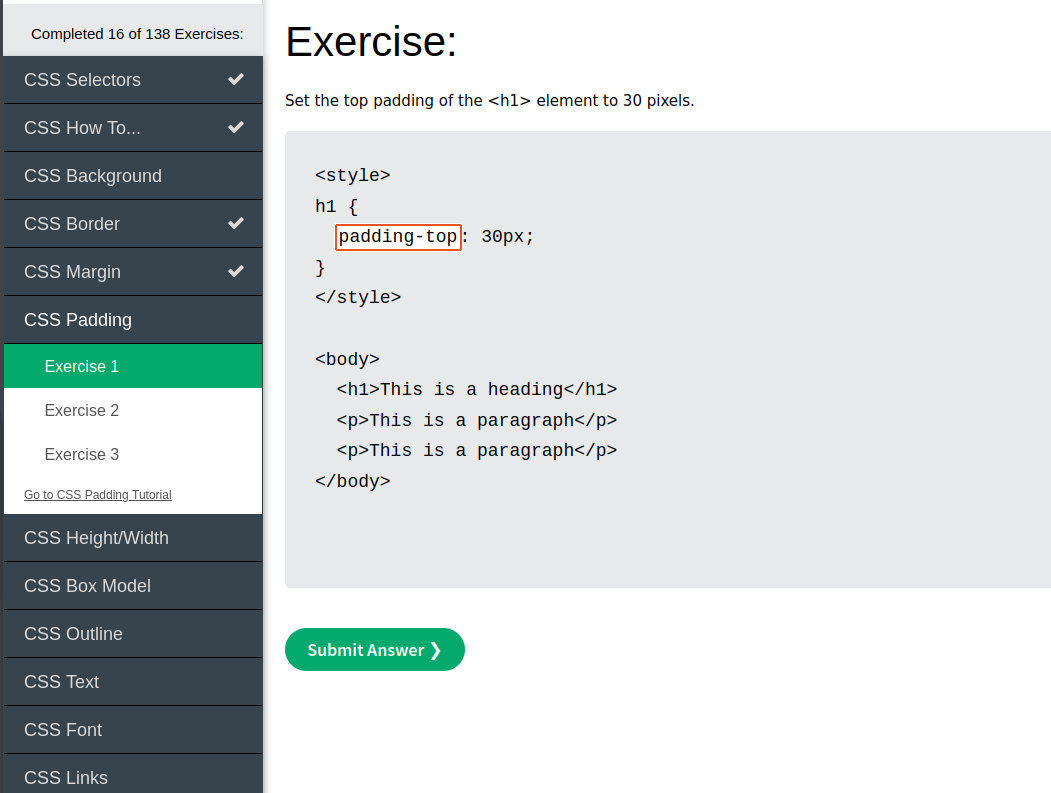 Completed 16 of 138 Exercises:
CSS Selectors
CSS How To...
CSS Background
CSS Border
CSS Margin
CSS Padding
Exercise 1
Exercise 2
Exercise 3
Go to CSS Padding Tutorial
CSS Height/Width
CSS Box Model
CSS Outline
CSS Text
CSS Font
CSS Links
Exercise:
Set the top padding of the <h1> element to 30 pixels.
<style>
h1 {
  padding-top: 30px;
}
</style>
<body>
  <h1>This is a heading</h1>
  <p>This is a paragraph</p>
  <p>This is a paragraph</p>
</body>
Submit Answer ❯